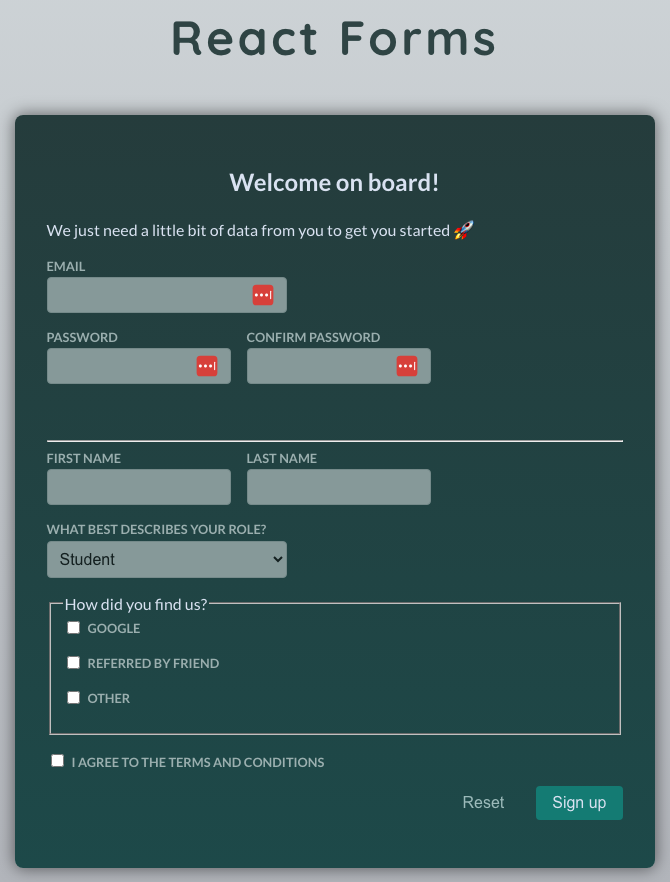 React Forms
Welcome on board!
We just need a little bit of data from you to get you started 🚀
EMAIL
PASSWORD CONFIRM PASSWORD
FIRST NAME LAST NAME
WHAT BEST DESCRIBES YOUR ROLE?
Student
How did you find us?
GOOGLE
REFERRED BY FRIEND
OTHER
I AGREE TO THE TERMS AND CONDITIONS
Reset Sign up